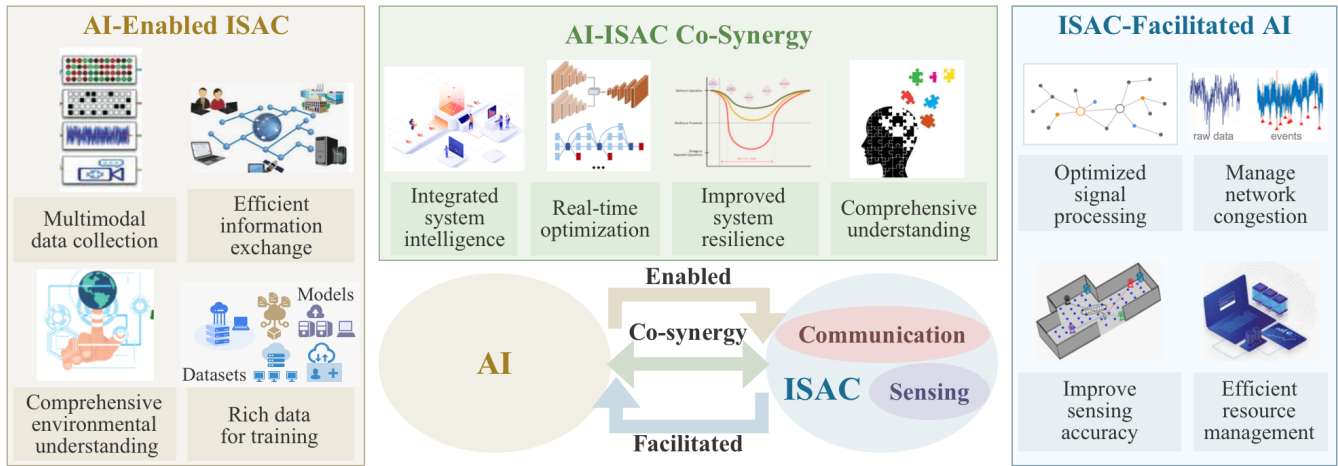 AI-Enabled ISAC
Multimodal
data collection
Efficient
information
exchange
Models
Datasets
Comprehensive
environmental
understanding
Rich data
for training
AI-ISAC Co-Synergy
Integrated
system
intelligence
Real-time
optimization
Improved
system
resilience
Comprehensive
understanding
Enabled
Co-synergy
Facilitated
AI
Communication
ISAC
Sensing
ISAC-Facilitated AI
raw data
events
Optimized
signal
processing
Manage
network
congestion
Improve
sensing
accuracy
Efficient
resource
management